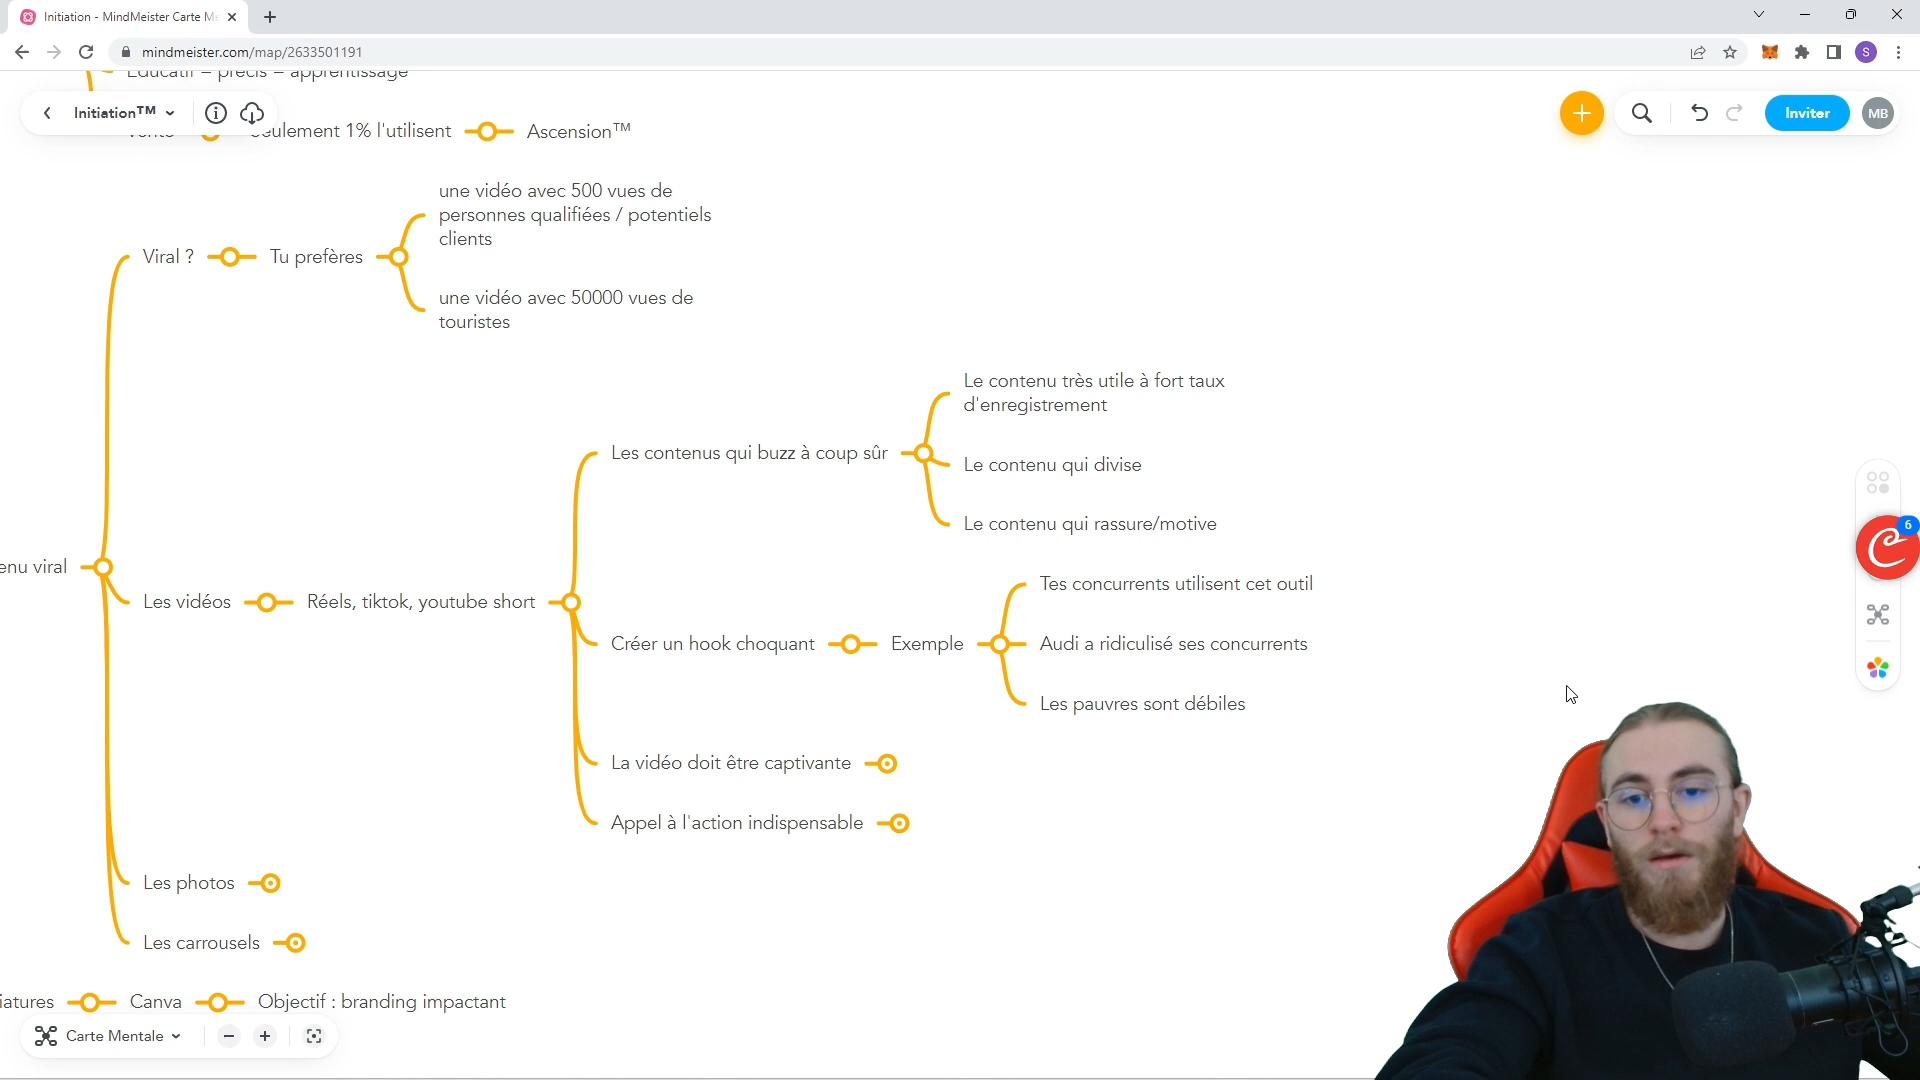 Initiation - MindMeister Carte Me
mindmeister.com/map/2633501191
Educatif = précis = apprentissage
Initiation™
Inviter
MB
S
Vente
Seulement 1% l'utilisent
Ascension™
une vidéo avec 500 vues de
personnes qualifiées / potentiels
clients
Viral ?
Tu prefères
une vidéo avec 50000 vues de
touristes
Le contenu très utile à fort taux
d'enregistrement
Les contenus qui buzz à coup sûr
Le contenu qui divise
Le contenu qui rassure/motive
6
enu viral
Les vidéos
Réels, tiktok, youtube short
Tes concurrents utilisent cet outil
Créer un hook choquant
Exemple
Audi a ridiculisé ses concurrents
Les pauvres sont débiles
La vidéo doit être captivante
Appel à l'action indispensable
Les photos
Les carrousels
iatures
Canva
Objectif : branding impactant
Carte Mentale